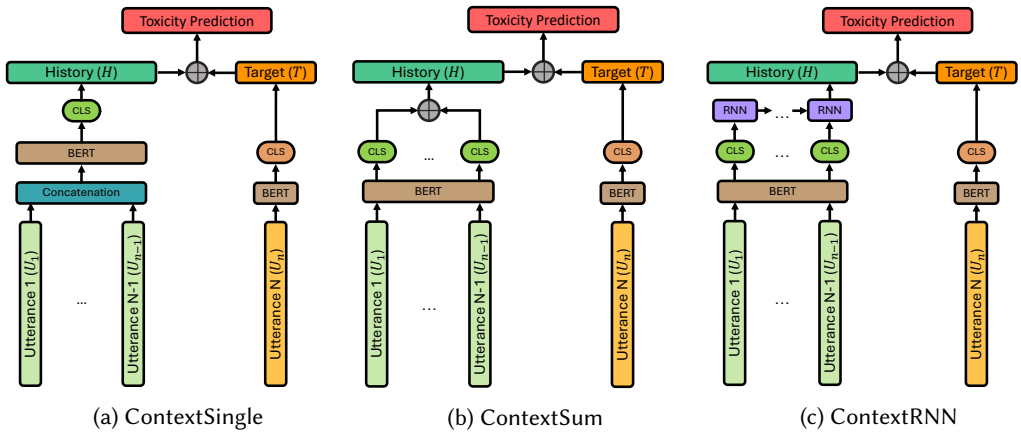 Toxicity Prediction
History (H)
Target (T)
CLS
BERT
CLS
Concatenation
BERT
Utterance 1 (U₁)
...
Utterance N-1 (Uₙ₋₁)
Utterance N (Uₙ)
(a) ContextSingle
Toxicity Prediction
History (H)
Target (T)
CLS
...
CLS
CLS
BERT
BERT
Utterance 1 (U₁)
...
Utterance N-1 (Uₙ₋₁)
Utterance N (Uₙ)
(b) ContextSum
Toxicity Prediction
History (H)
Target (T)
RNN
...
RNN
CLS
...
CLS
CLS
BERT
BERT
Utterance 1 (U₁)
...
Utterance N-1 (Uₙ₋₁)
Utterance N (Uₙ)
(c) ContextRNN